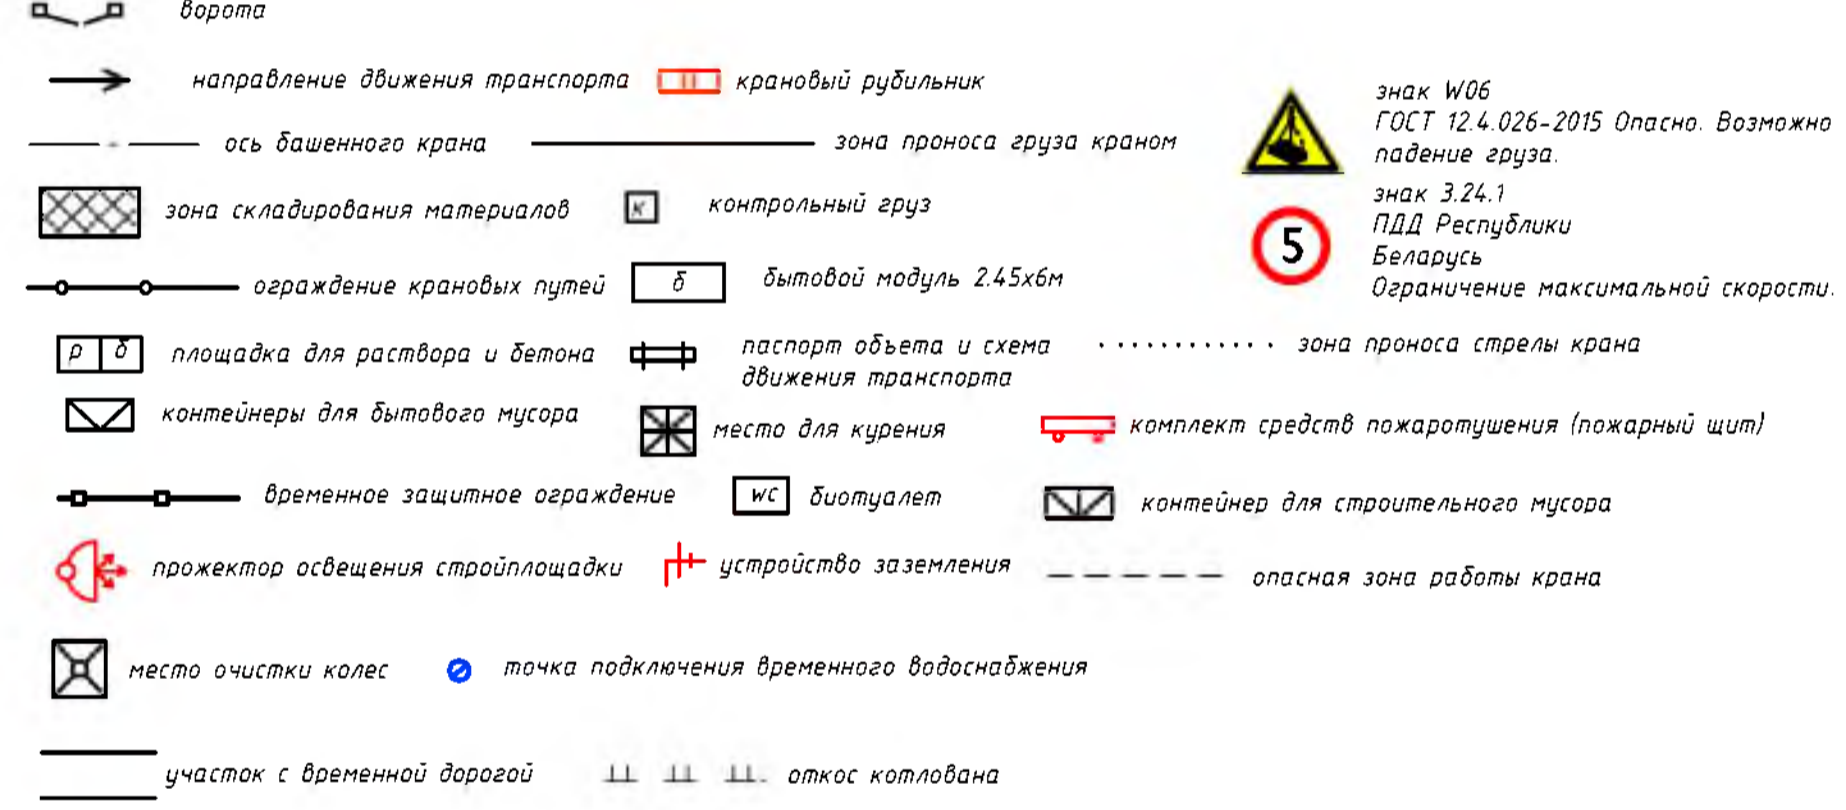 ворота
направление движения транспорта
крановый рубильник
знак W06
ГОСТ 12.4.026-2015 Опасно. Возможно
падение груза.
ось башенного крана
зона проноса груза краном
зона складирования материалов
к
контрольный груз
5
знак 3.24.1
ПДД Республики
Беларусь
Ограничение максимальной скорости.
ограждение крановых путей
б
бытовой модуль 2.45х6м
р б
площадка для раствора и бетона
паспорт объета и схема
движения транспорта
зона проноса стрелы крана
контейнеры для бытового мусора
место для курения
комплект средств пожаротушения (пожарный щит)
временное защитное ограждение
wc
биотуалет
контейнер для строительного мусора
прожектор освещения стройплощадки
устройство заземления
опасная зона работы крана
место очистки колес
точка подключения временного водоснабжения
участок с временной дорогой
откос котлована